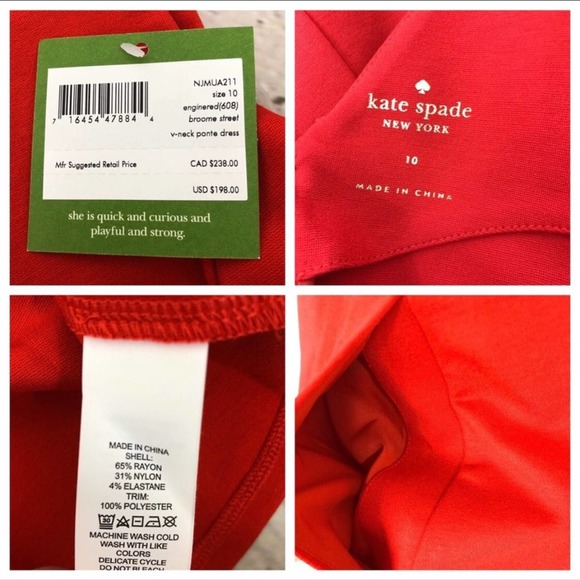 NJMUA211
size 10
enginered(608)
broome street
v-neck ponte dress
7 16454 47884 4
Mfr Suggested Retail Price CAD $238.00
USD $198.00
she is quick and curious and
playful and strong.
kate spade
NEW YORK
10
MADE IN CHINA
MADE IN CHINA
SHELL:
65% RAYON
31% NYLON
4% ELASTANE
TRIM:
100% POLYESTER
30
MACHINE WASH COLD
WASH WITH LIKE
COLORS
DELICATE CYCLE
DO NOT BLEACH